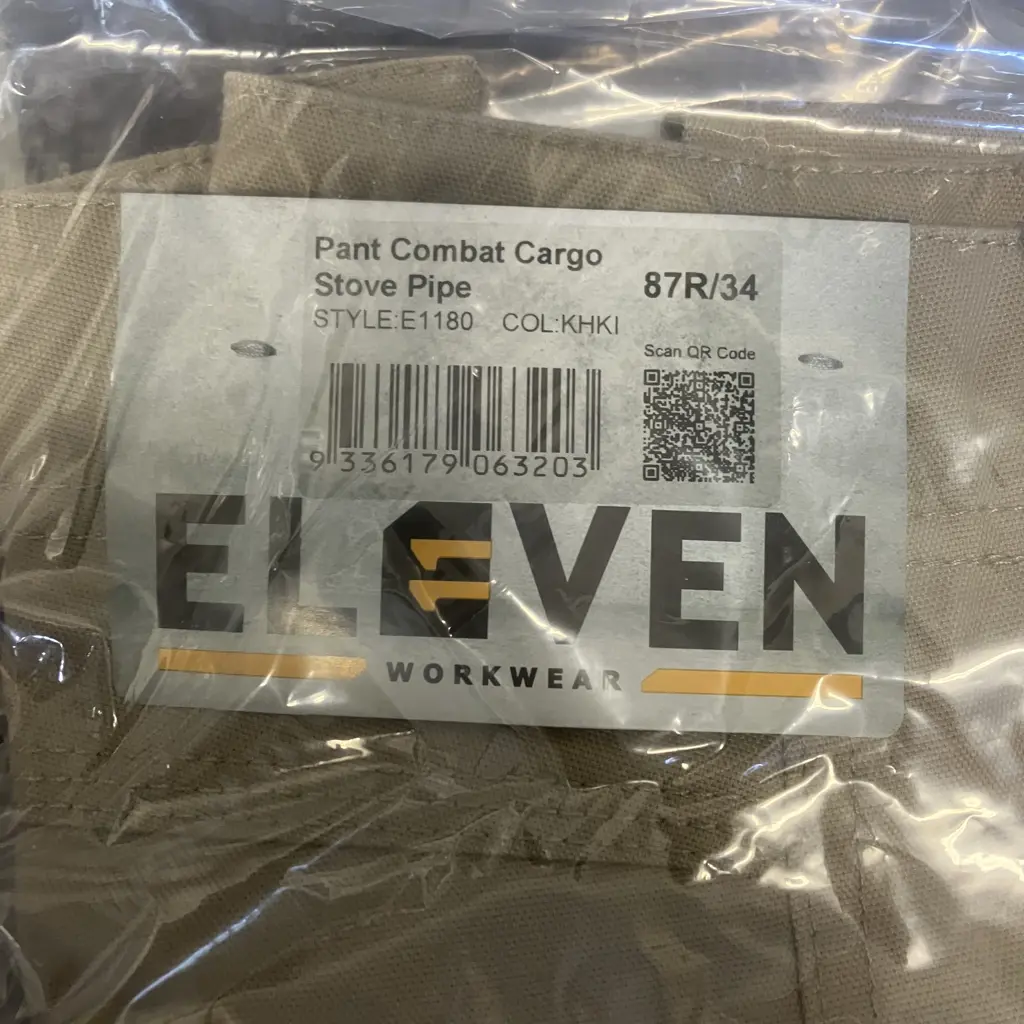 Pant Combat Cargo
Stove Pipe
87R/34
STYLE:E1180 COL:KHKI
Scan QR Code
9 336179 063203
ELEVEN
WORKWEAR